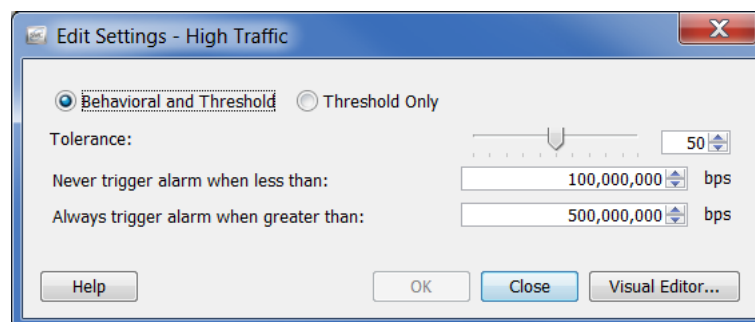 Edit Settings - High Traffic
X
Behavioral and Threshold Threshold Only
Tolerance: 50
Never trigger alarm when less than: 100,000,000 bps
Always trigger alarm when greater than: 500,000,000 bps
Help OK Close Visual Editor...